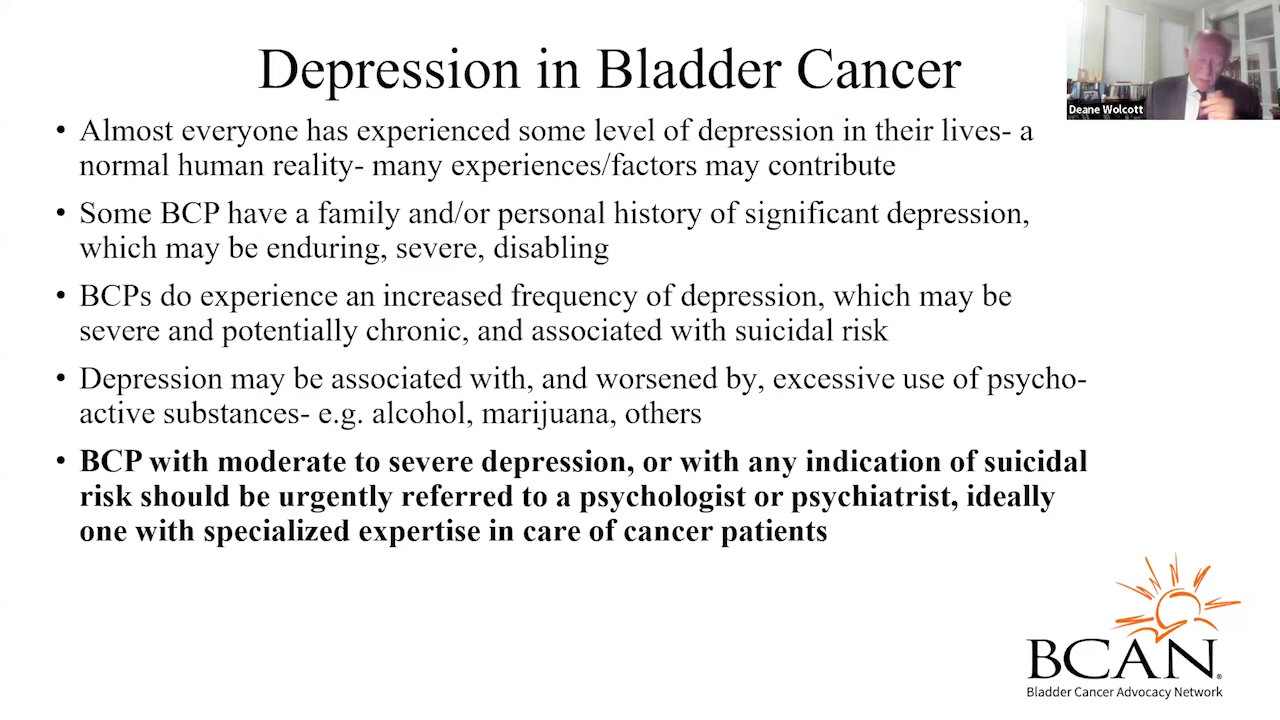 Depression in Bladder Cancer
Deane Wolcott
• Almost everyone has experienced some level of depression in their lives- a
normal human reality- many experiences/factors may contribute
• Some BCP have a family and/or personal history of significant depression,
which may be enduring, severe, disabling
• BCPs do experience an increased frequency of depression, which may be
severe and potentially chronic, and associated with suicidal risk
• Depression may be associated with, and worsened by, excessive use of psycho-
active substances- e.g. alcohol, marijuana, others
• BCP with moderate to severe depression, or with any indication of suicidal
risk should be urgently referred to a psychologist or psychiatrist, ideally
one with specialized expertise in care of cancer patients
BCAN®
Bladder Cancer Advocacy Network